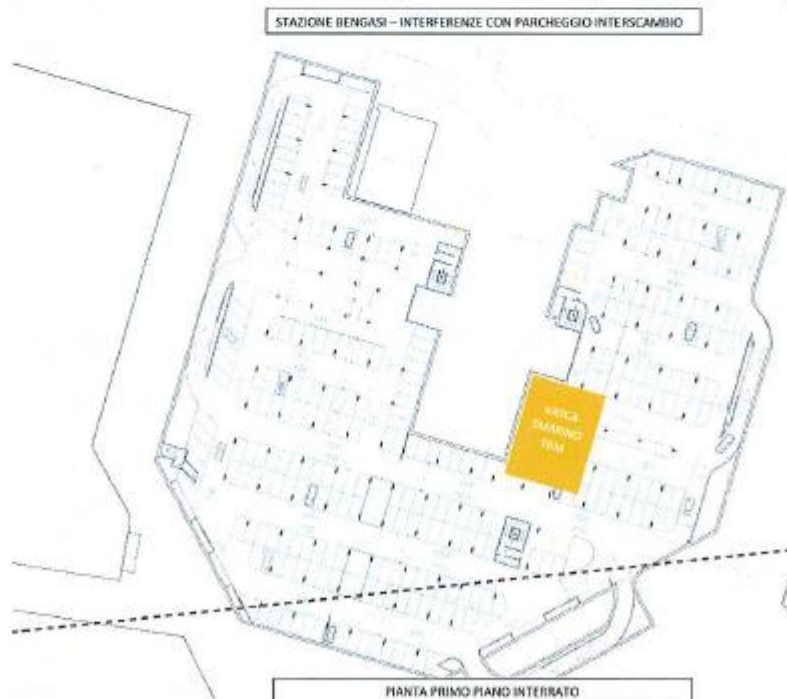 STAZIONE BENGASI – INTERFERENZE CON PARCHEGGIO INTERSCAMBIO
VASCA
SMARINO
TBM
PIANTA PRIMO PIANO INTERRATO